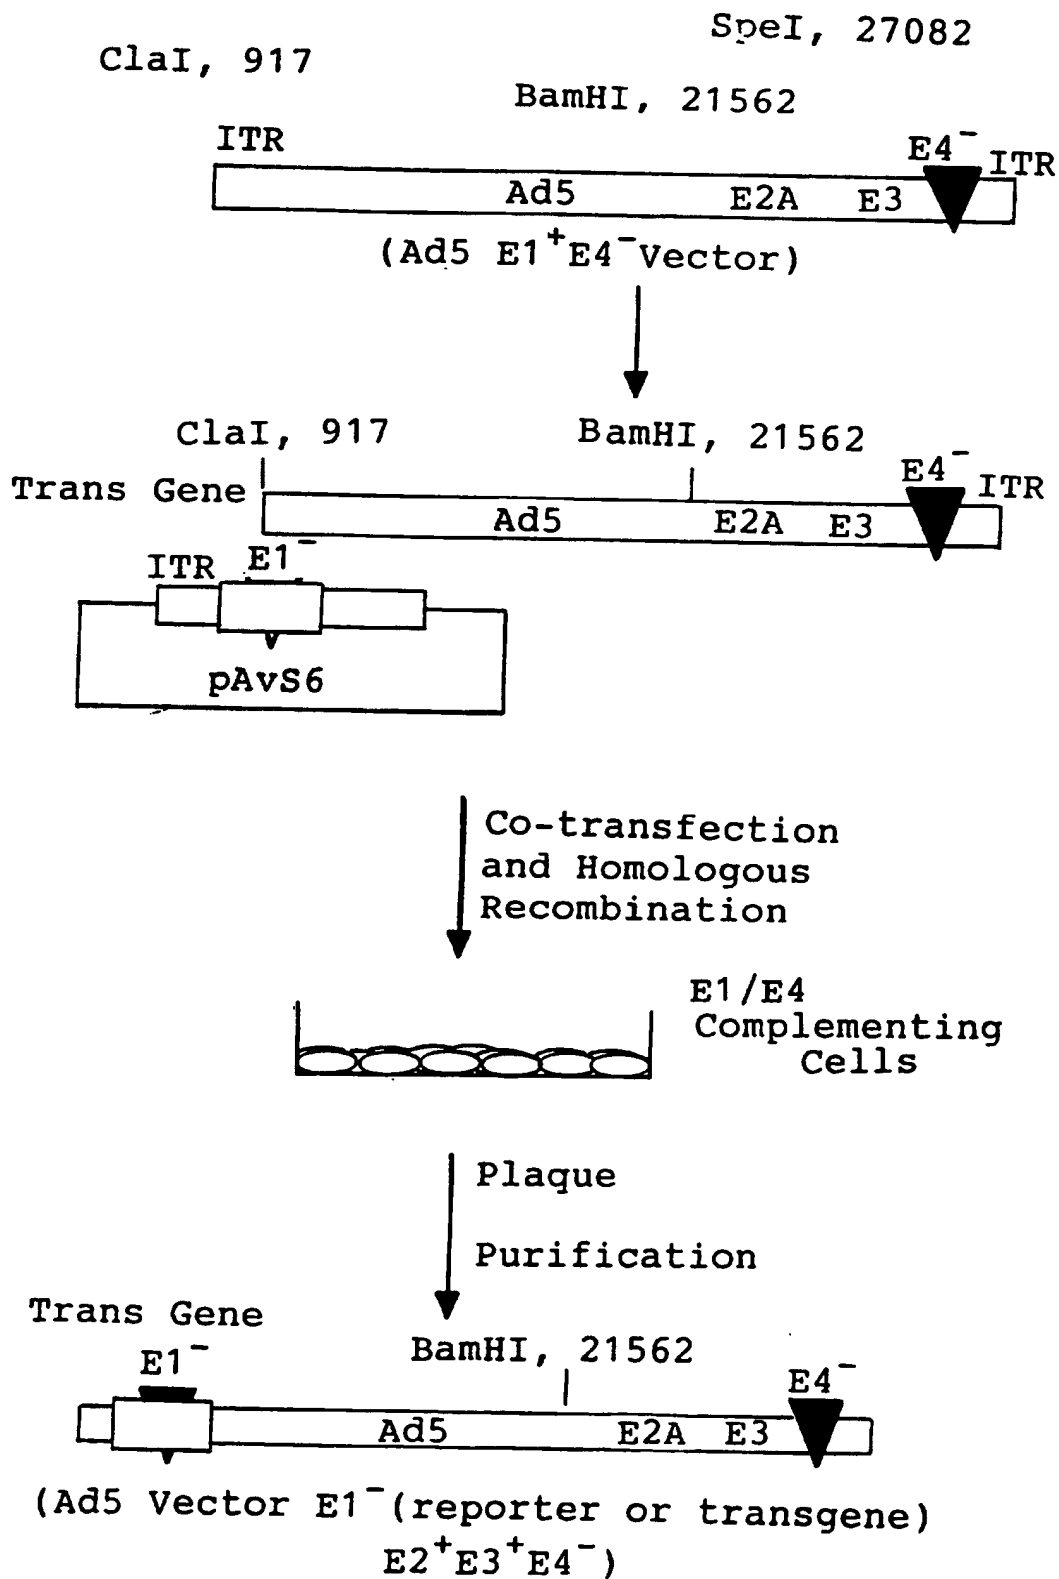 SpeI, 27082
ClaI, 917
BamHI, 21562
ITR
E4⁻
ITR
Ad5
E2A
E3
(Ad5 E1⁺E4⁻Vector)
ClaI, 917
BamHI, 21562
E4⁻
ITR
Trans Gene
Ad5
E2A
E3
E1⁻
ITR
pAvS6
Co-transfection
and Homologous
Recombination
E1/E4
Complementing
Cells
Plaque
Purification
Trans Gene
BamHI, 21562
E1⁻
E4⁻
Ad5
E2A
E3
(Ad5 Vector E1⁻(reporter or transgene)
E2⁺E3⁺E4⁻)